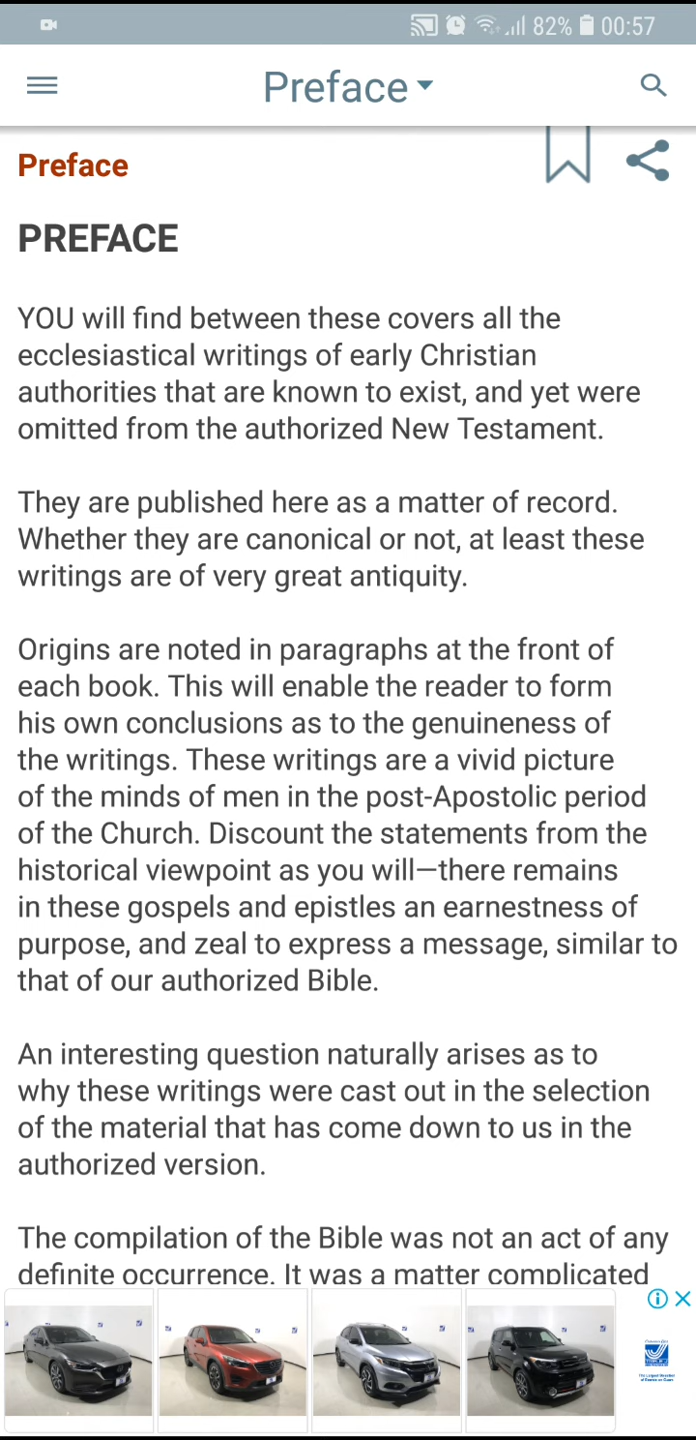 82% 00:57
Preface
Preface
PREFACE
YOU will find between these covers all the
ecclesiastical writings of early Christian
authorities that are known to exist, and yet were
omitted from the authorized New Testament.
They are published here as a matter of record.
Whether they are canonical or not, at least these
writings are of very great antiquity.
Origins are noted in paragraphs at the front of
each book. This will enable the reader to form
his own conclusions as to the genuineness of
the writings. These writings are a vivid picture
of the minds of men in the post-Apostolic period
of the Church. Discount the statements from the
historical viewpoint as you will—there remains
in these gospels and epistles an earnestness of
purpose, and zeal to express a message, similar to
that of our authorized Bible.
An interesting question naturally arises as to
why these writings were cast out in the selection
of the material that has come down to us in the
authorized version.
The compilation of the Bible was not an act of any
definite occurrence. It was a matter complicated